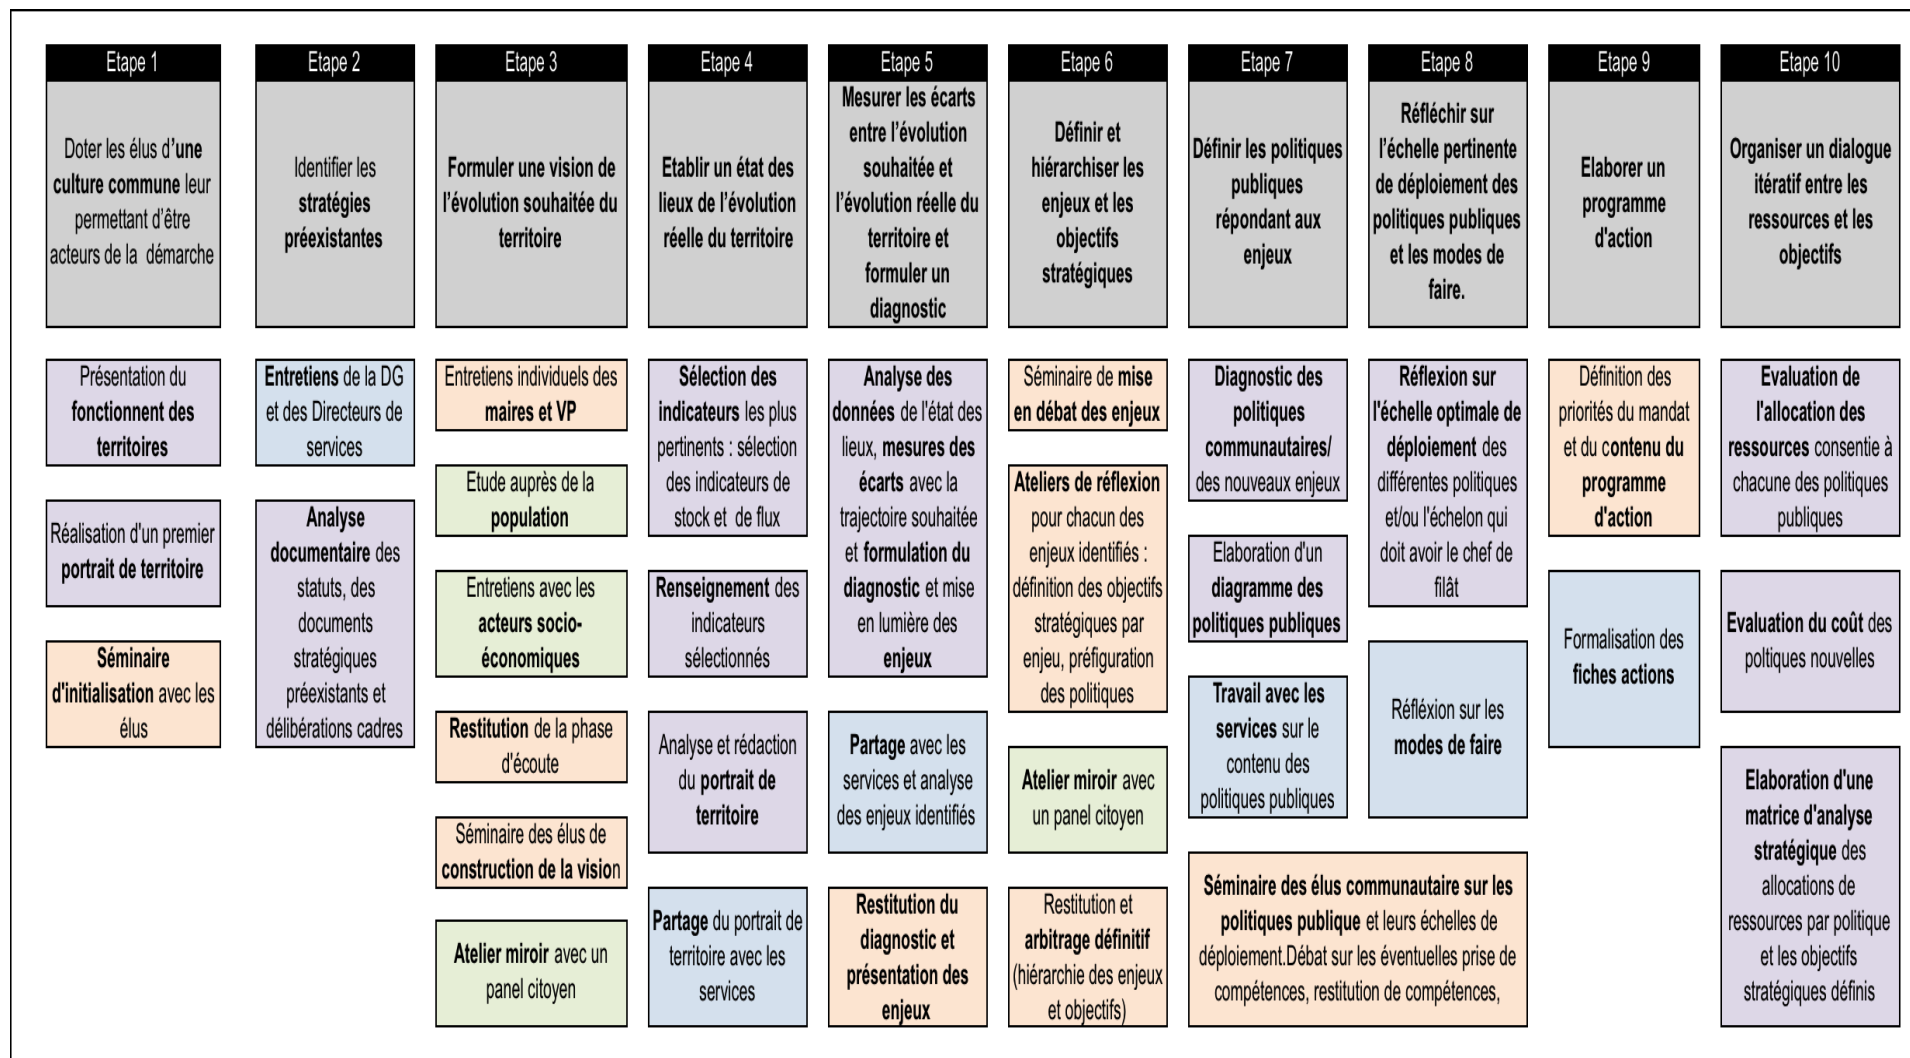 Etape 1
Doter les élus d'une
culture commune leur
permettant d'être
acteurs de la démarche
Présentation du
fonctionnent des
territoires
Réalisation d'un premier
portrait de territoire
Séminaire
d'initialisation avec les
élus
Etape 2
Identifier les
stratégies
préexistantes
Entretiens de la DG
et des Directeurs de
services
Analyse
documentaire des
statuts, des
documents
stratégiques
préexistants et
délibérations cadres
Etape 3
Formuler une vision de
l'évolution souhaitée du
territoire
Entretiens individuels des
maires et VP
Etude auprès de la
population
Entretiens avec les
acteurs socio-
économiques
Restitution de la phase
d'écoute
Séminaire des élus de
construction de la vision
Atelier miroir avec un
panel citoyen
Etape 4
Etablir un état des
lieux de l'évolution
réelle du territoire
Sélection des
indicateurs les plus
pertinents : sélection
des indicateurs de
stock et de flux
Renseignement des
indicateurs
sélectionnés
Analyse et rédaction
du portrait de
territoire
Partage du portrait de
territoire avec les
services
Etape 5
Mesurer les écarts
entre l'évolution
souhaitée et
l'évolution réelle du
territoire et
formuler un
diagnostic
Analyse des
données de l'état des
lieux, mesures des
écarts avec la
trajectoire souhaitée
et formulation du
diagnostic et mise
en lumière des
enjeux
Partage avec les
services et analyse
des enjeux identifiés
Restitution du
diagnostic et
présentation des
enjeux
Etape 6
Définir et
hiérarchiser les
enjeux et les
objectifs
stratégiques
Séminaire de mise
en débat des enjeux
Ateliers de réflexion
pour chacun des
enjeux identifiés :
définition des objectifs
stratégiques par
enjeu, préfiguration
des politiques
Atelier miroir avec
un panel citoyen
Restitution et
arbitrage définitif
(hiérarchie des enjeux
et objectifs)
Etape 7
Définir les politiques
publiques
répondant aux
enjeux
Diagnostic des
politiques
communautaires/
des nouveaux enjeux
Elaboration d'un
diagramme des
politiques publiques
Travail avec les
services sur le
contenu des
politiques publiques
Etape 8
Réfléchir sur
l'échelle pertinente
de déploiement des
politiques publiques
et les modes de
faire.
Réflexion sur
l'échelle optimale de
déploiement des
différentes politiques
et/ou l'échelon qui
doit avoir le chef de
filât
Réfléxion sur les
modes de faire
Séminaire des élus communautaire sur les
politiques publique et leurs échelles de
déploiement.Débat sur les éventuelles prise de
compétences, restitution de compétences,
Etape 9
Elaborer un
programme
d'action
Définition des
priorités du mandat
et du contenu du
programme
d'action
Formalisation des
fiches actions
Etape 10
Organiser un dialogue
itératif entre les
ressources et les
objectifs
Evaluation de
l'allocation des
ressources consentie à
chacune des politiques
publiques
Evaluation du coût des
poltiques nouvelles
Elaboration d'une
matrice d'analyse
stratégique des
allocations de
ressources par politique
et les objectifs
stratégiques définis